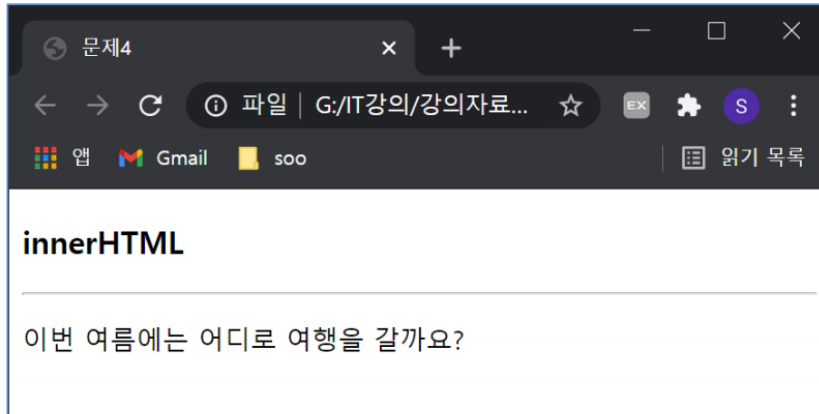 문제4
파일 G:/IT강의/강의자료...
EX
S
앱 Gmail soo 읽기 목록
innerHTML
이번 여름에는 어디로 여행을 갈까요?